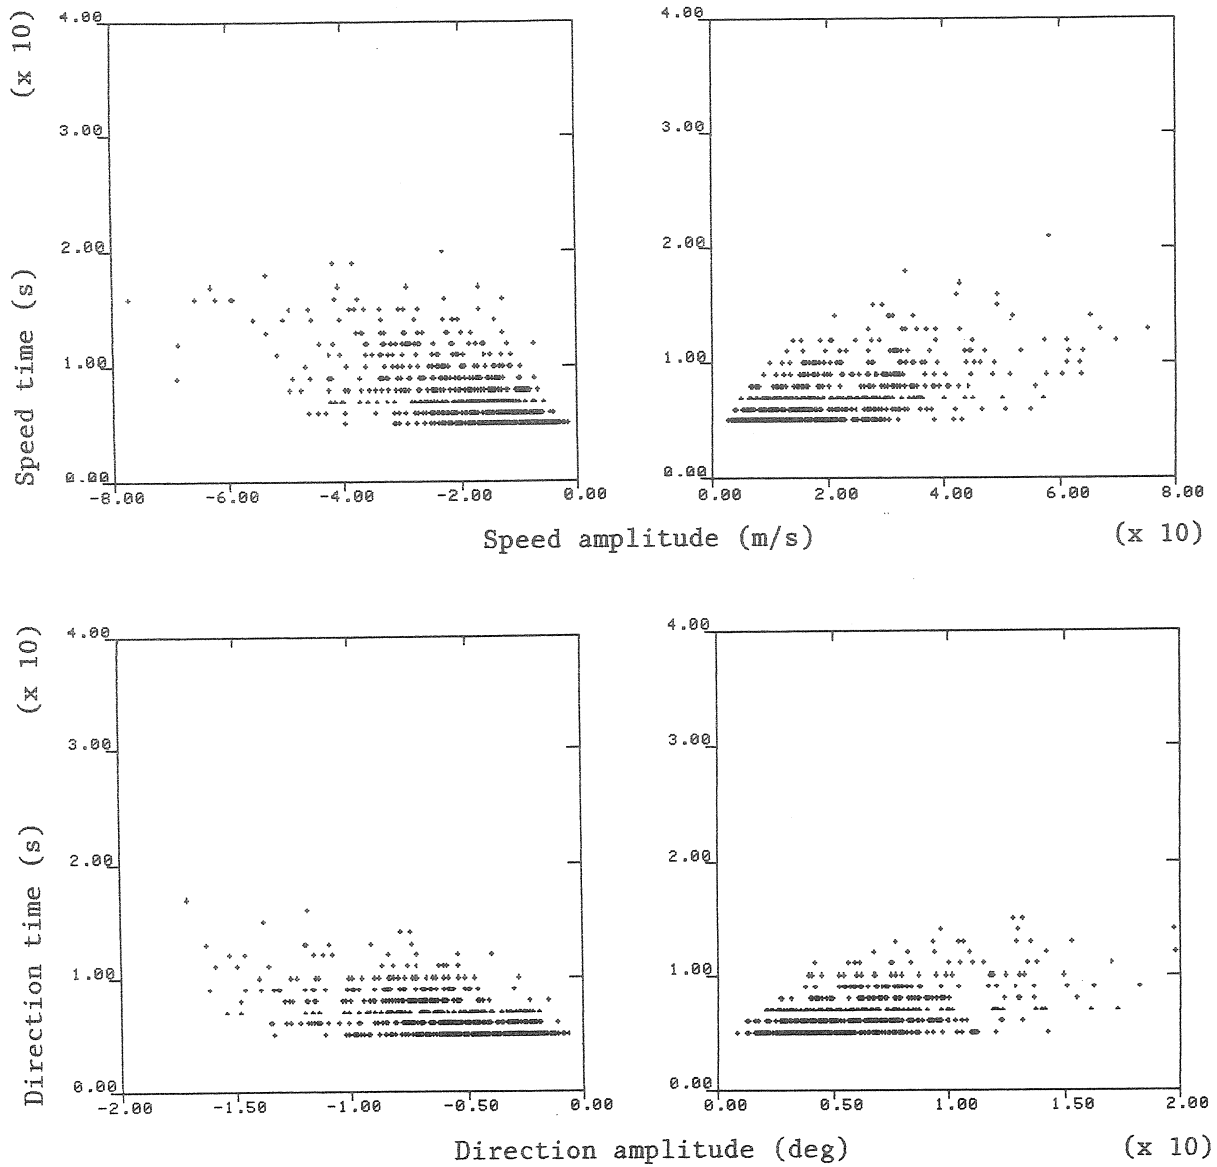 4.00
4.00
(x 10)
3.00
3.00
2.00
2.00
Speed time (s)
1.00
1.00
0.00
0.00
-8.00 -6.00 -4.00 -2.00 0.00
0.00 2.00 4.00 6.00 8.00
Speed amplitude (m/s) (x 10)
4.00
4.00
(x 10)
3.00
3.00
2.00
2.00
Direction time (s)
1.00
1.00
0.00
0.00
-2.00 -1.50 -1.00 -0.50 0.00
0.00 0.50 1.00 1.50 2.00
Direction amplitude (deg) (x 10)